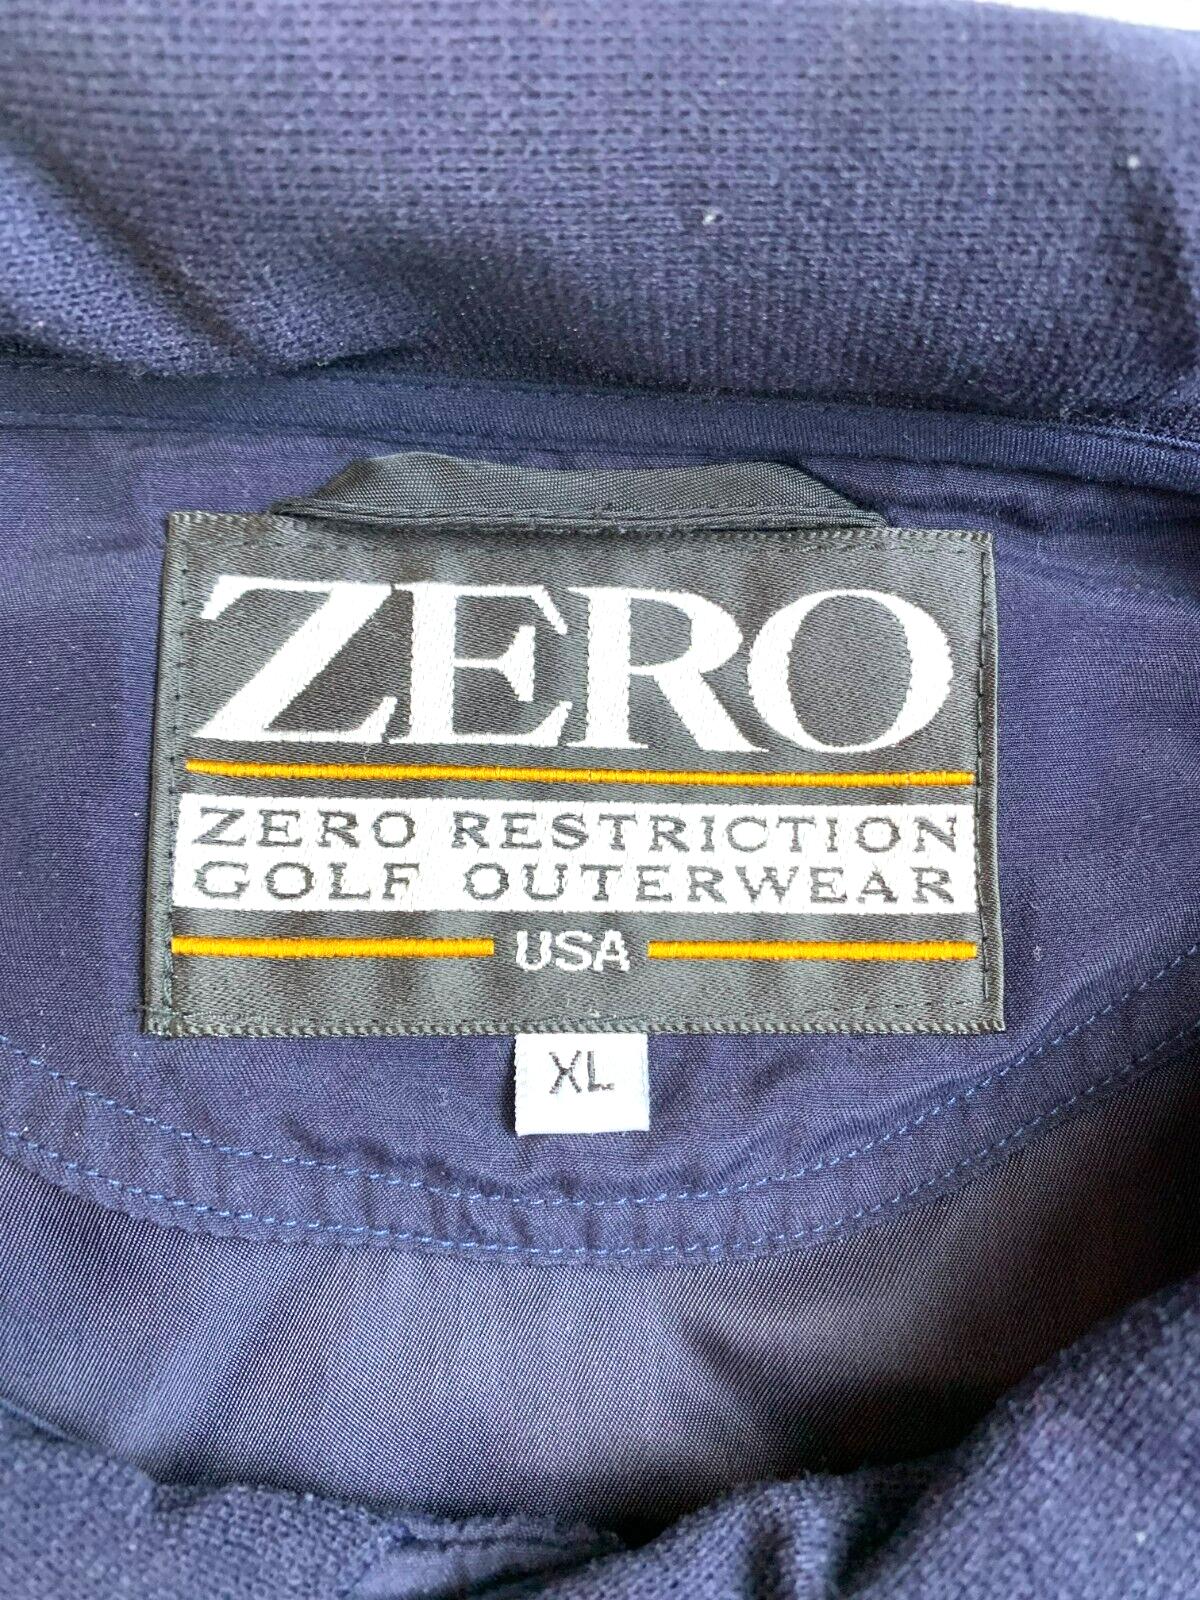 ZERO
ZERO RESTRICTION
GOLF OUTERWEAR
USA
XL